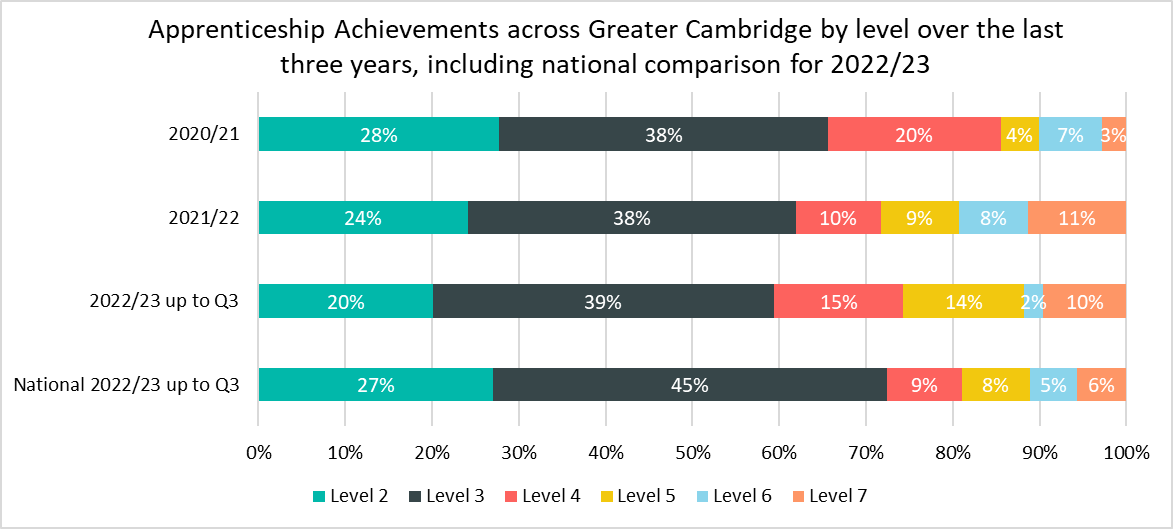 Apprenticeship Achievements across Greater Cambridge by level over the last
three years, including national comparison for 2022/23
2020/21 28% 38% 20% 4% 7% 3%
2021/22 24% 38% 10% 9% 8% 11%
2022/23 up to Q3 20% 39% 15% 14% 2% 10%
National 2022/23 up to Q3 27% 45% 9% 8% 5% 6%
0% 10% 20% 30% 40% 50% 60% 70% 80% 90% 100%
Level 2 Level 3 Level 4 Level 5 Level 6 Level 7